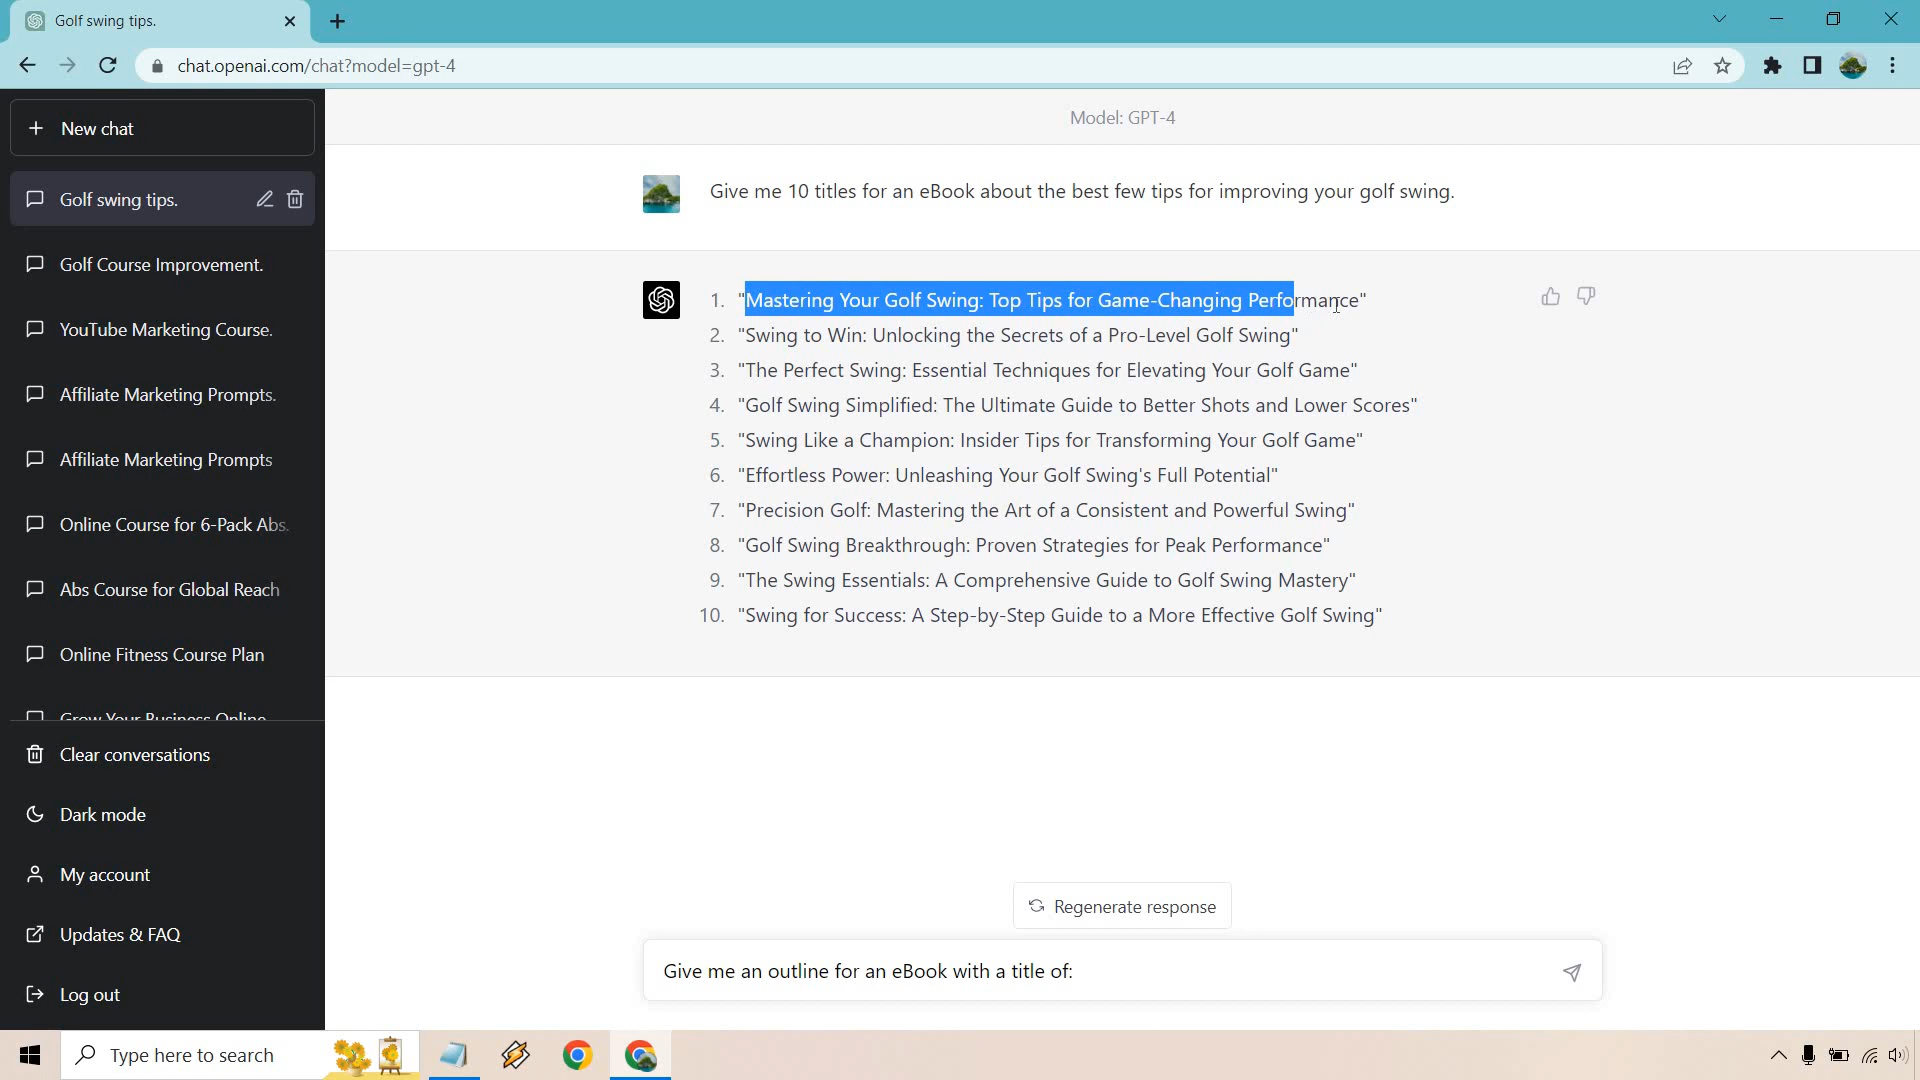 Golf swing tips.
chat.openai.com/chat?model=gpt-4
New chat
Golf swing tips.
Golf Course Improvement.
YouTube Marketing Course.
Affiliate Marketing Prompts.
Affiliate Marketing Prompts
Online Course for 6-Pack Abs.
Abs Course for Global Reach
Online Fitness Course Plan
Grow Your Business Online
Clear conversations
Dark mode
My account
Updates & FAQ
Log out
Model: GPT-4
Give me 10 titles for an eBook about the best few tips for improving your golf swing.
1. "Mastering Your Golf Swing: Top Tips for Game-Changing Performance"
2. "Swing to Win: Unlocking the Secrets of a Pro-Level Golf Swing"
3. "The Perfect Swing: Essential Techniques for Elevating Your Golf Game"
4. "Golf Swing Simplified: The Ultimate Guide to Better Shots and Lower Scores"
5. "Swing Like a Champion: Insider Tips for Transforming Your Golf Game"
6. "Effortless Power: Unleashing Your Golf Swing's Full Potential"
7. "Precision Golf: Mastering the Art of a Consistent and Powerful Swing"
8. "Golf Swing Breakthrough: Proven Strategies for Peak Performance"
9. "The Swing Essentials: A Comprehensive Guide to Golf Swing Mastery"
10. "Swing for Success: A Step-by-Step Guide to a More Effective Golf Swing"
Regenerate response
Give me an outline for an eBook with a title of:
Type here to search